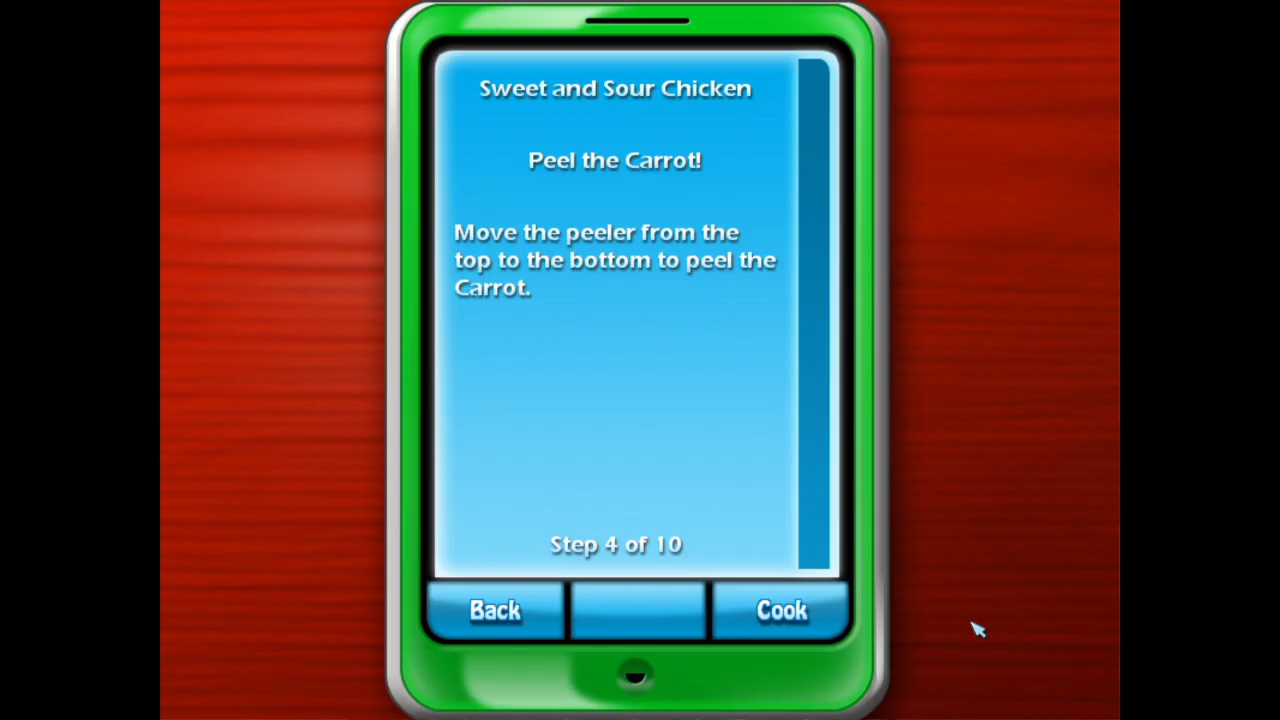 Sweet and Sour Chicken
Peel the Carrot!
Move the peeler from the
top to the bottom to peel the
Carrot.
Step 4 of 10
Back
Cook